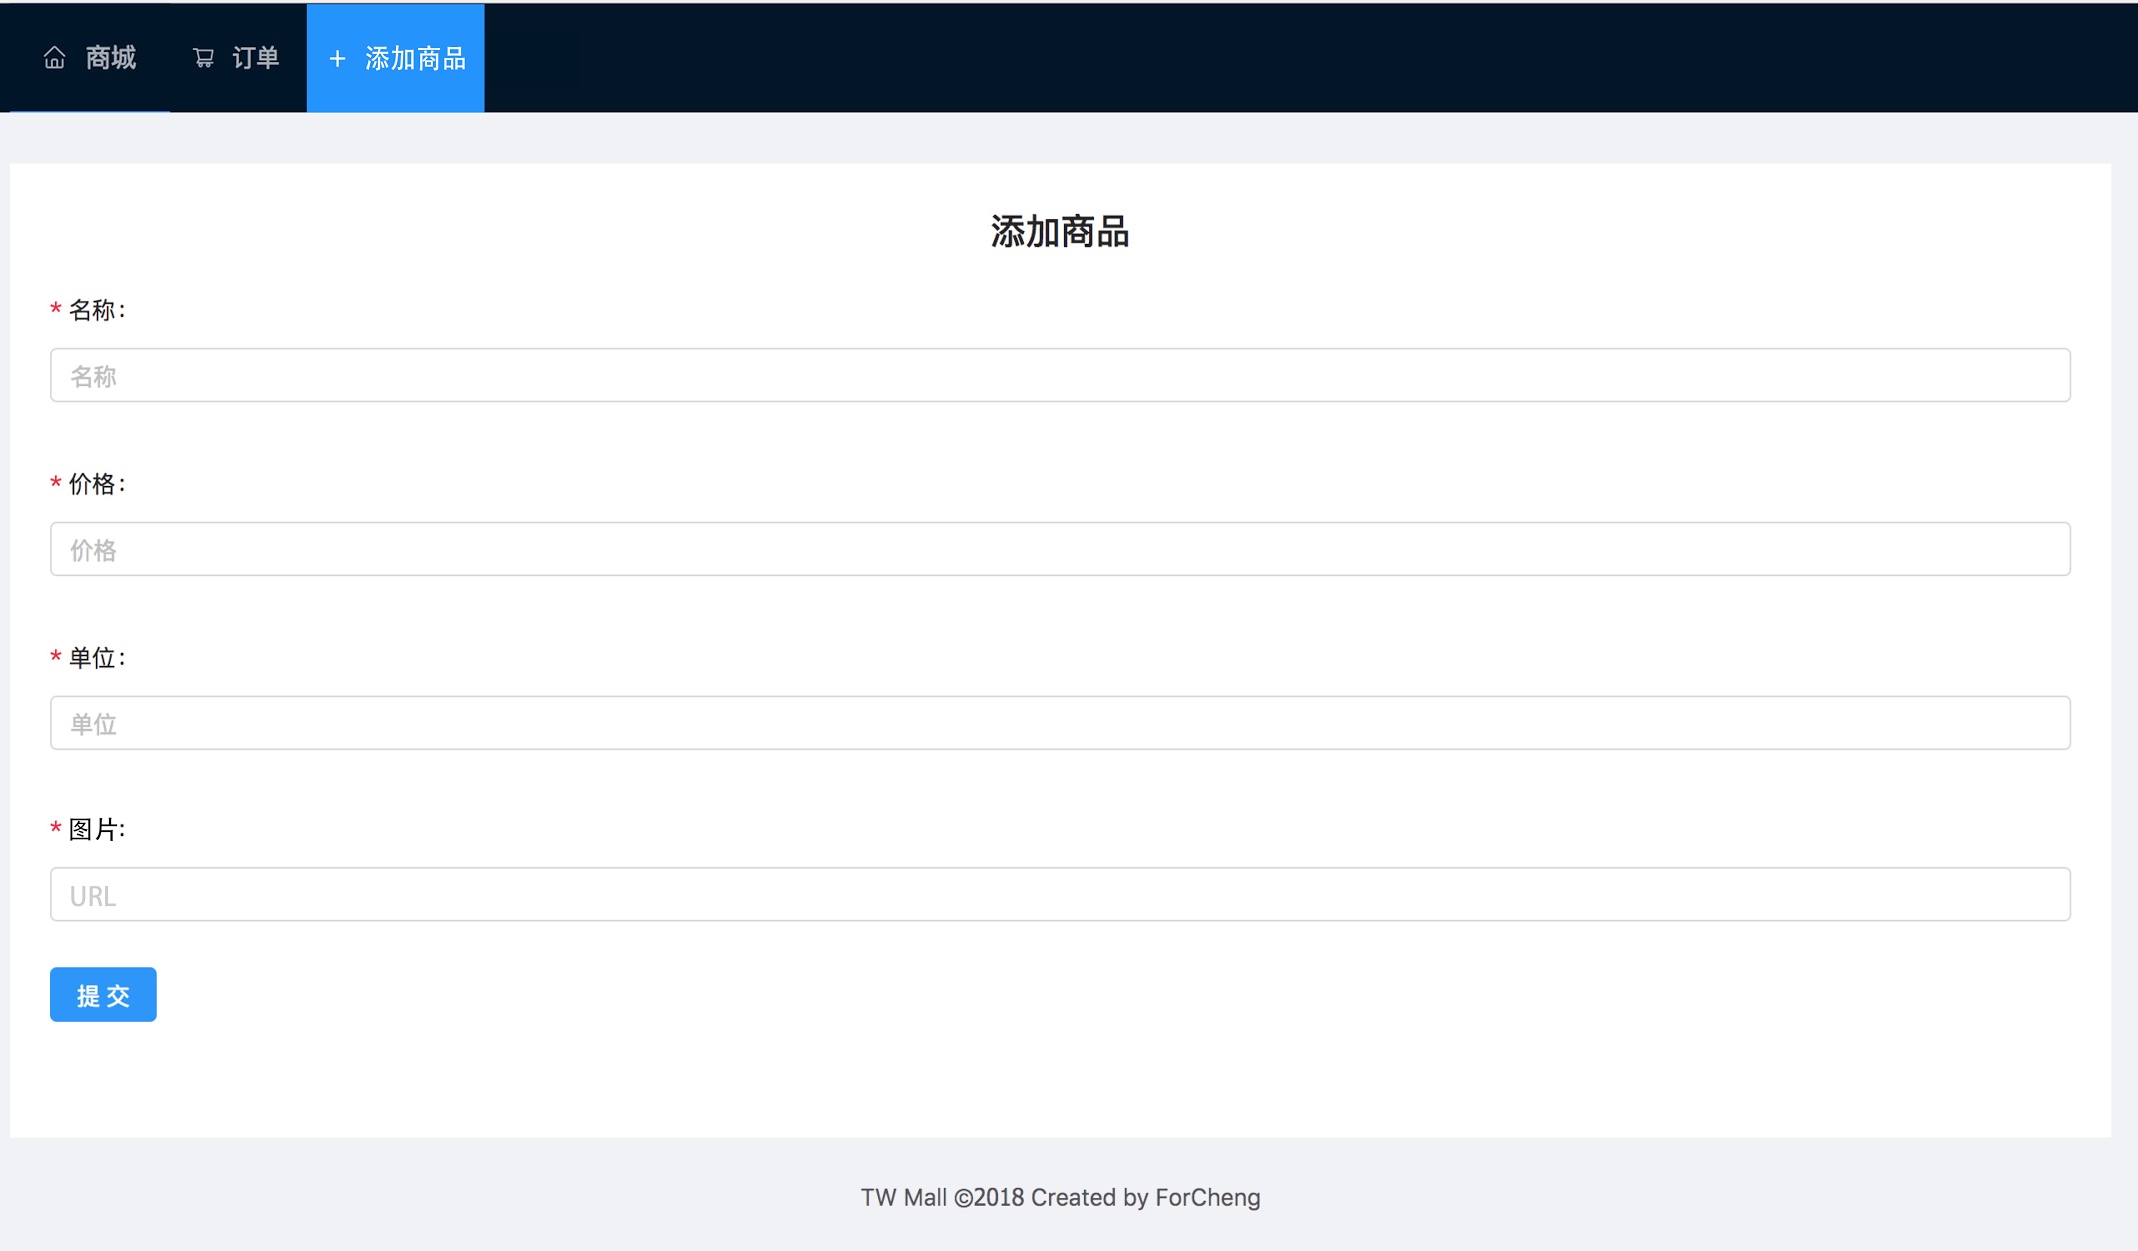 商城 订单 + 添加商品
添加商品
* 名称:
名称
* 价格:
价格
* 单位:
单位
* 图片:
URL
提 交
TW Mall ©2018 Created by ForCheng